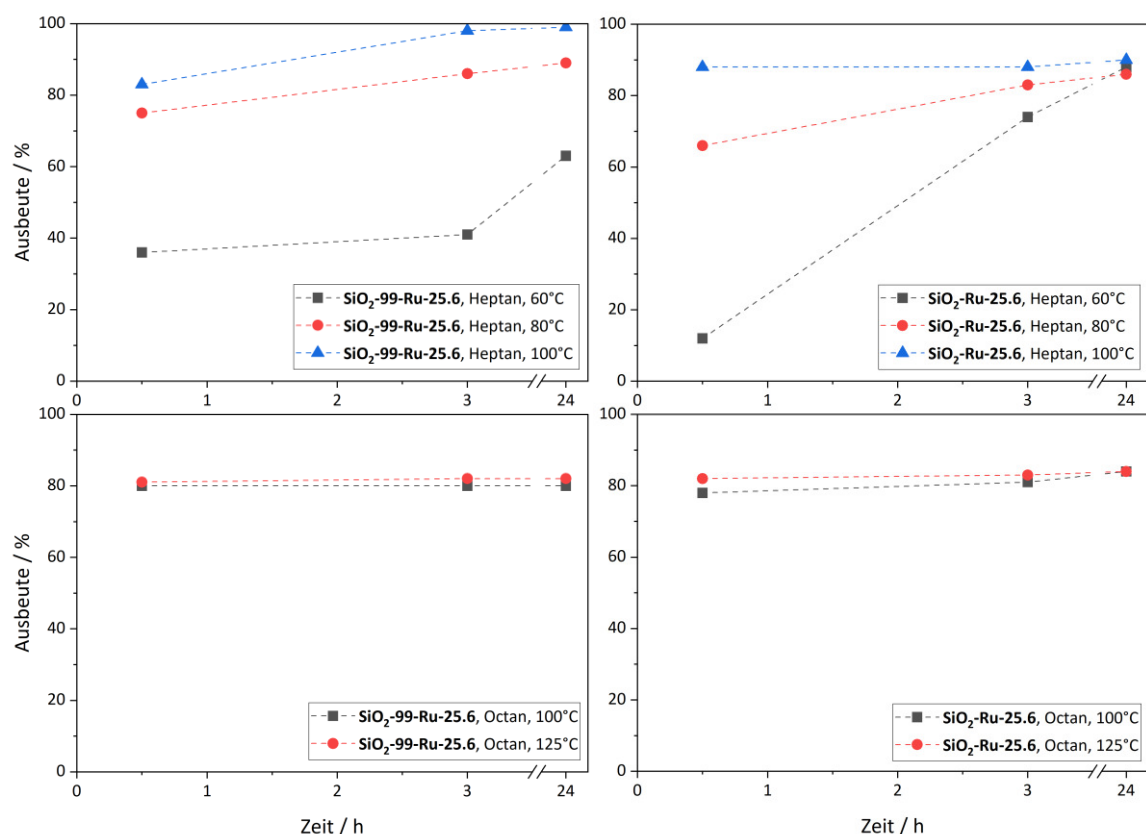 100
80
60
40
20
0
Ausbeute / %
SiO2-99-Ru-25.6, Heptan, 60°C
SiO2-99-Ru-25.6, Heptan, 80°C
SiO2-99-Ru-25.6, Heptan, 100°C
0 1 2 3 24
100
80
60
40
20
0
SiO2-Ru-25.6, Heptan, 60°C
SiO2-Ru-25.6, Heptan, 80°C
SiO2-Ru-25.6, Heptan, 100°C
0 1 2 3 24
100
80
60
40
20
0
Ausbeute / %
SiO2-99-Ru-25.6, Octan, 100°C
SiO2-99-Ru-25.6, Octan, 125°C
0 1 2 3 24
Zeit / h
100
80
60
40
20
0
SiO2-Ru-25.6, Octan, 100°C
SiO2-Ru-25.6, Octan, 125°C
0 1 2 3 24
Zeit / h